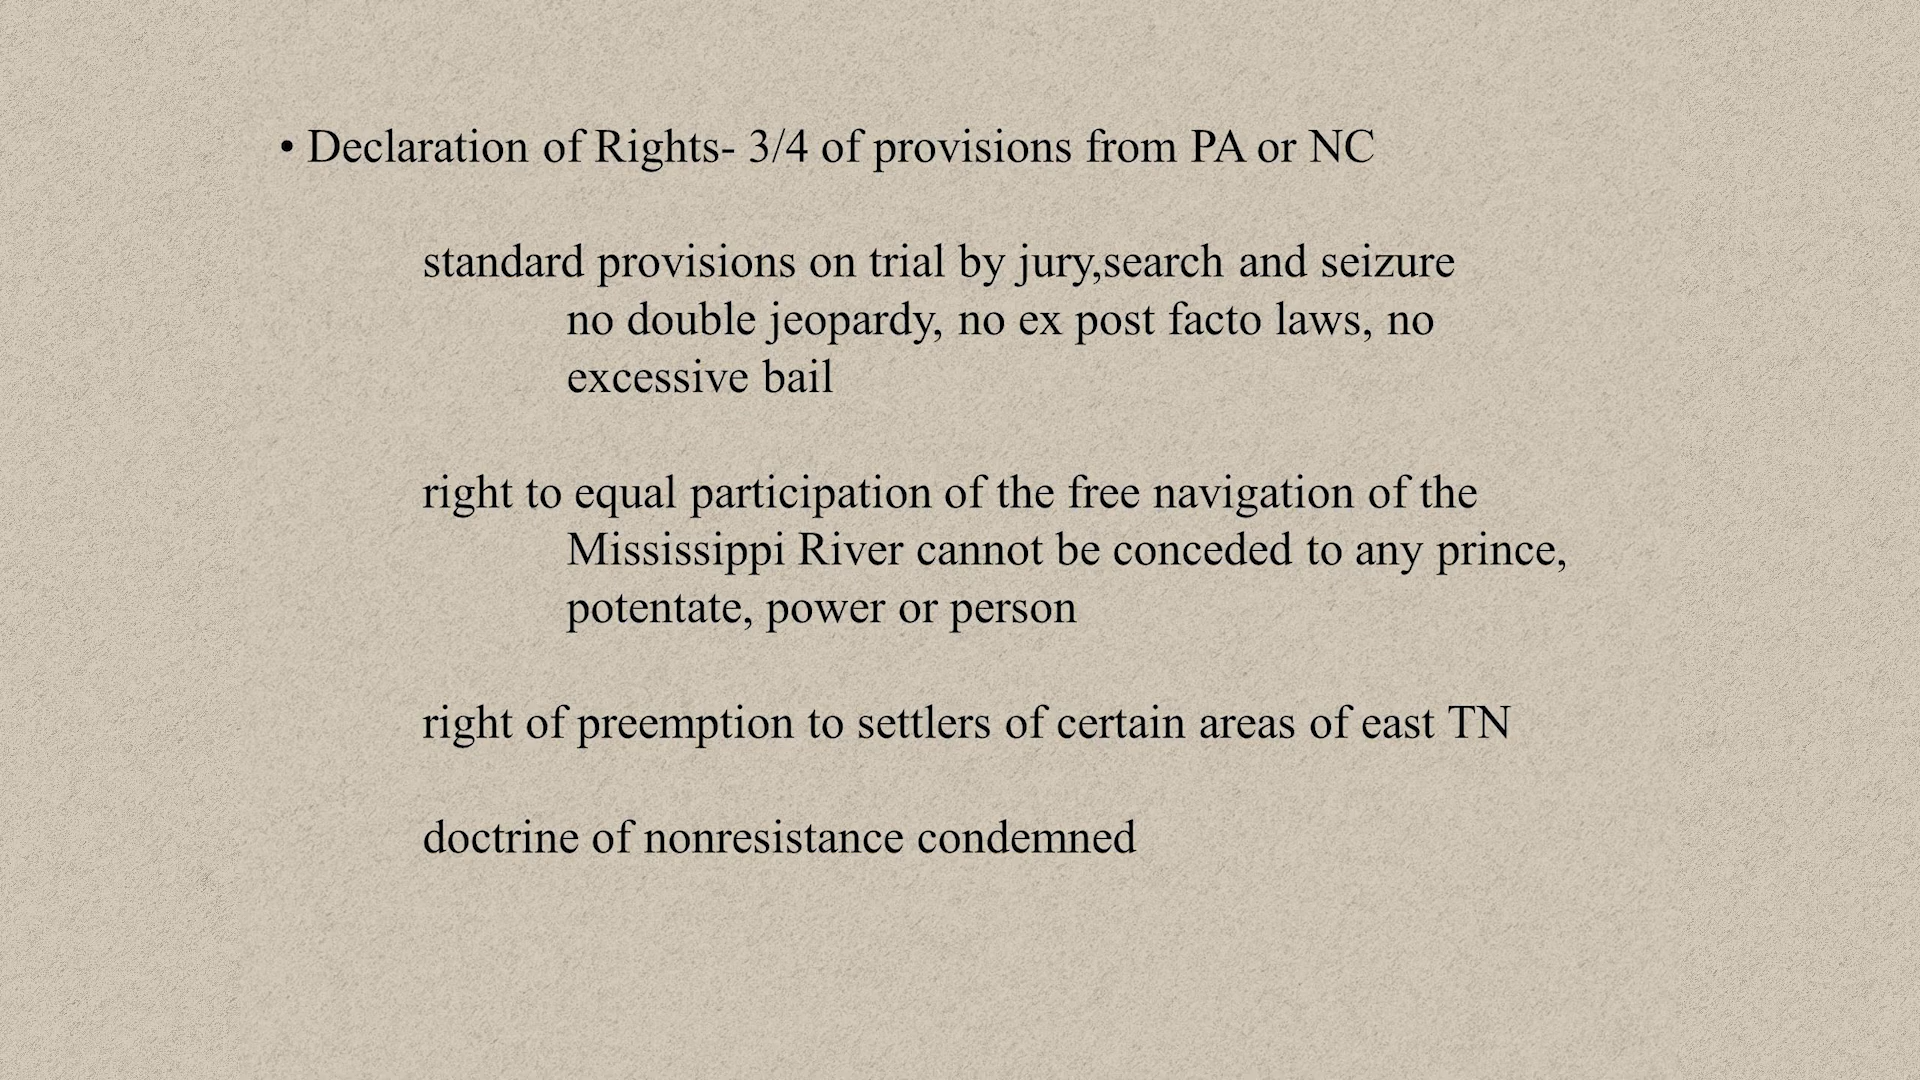 • Declaration of Rights- 3/4 of provisions from PA or NC
standard provisions on trial by jury,search and seizure
no double jeopardy, no ex post facto laws, no
excessive bail
right to equal participation of the free navigation of the
Mississippi River cannot be conceded to any prince,
potentate, power or person
right of preemption to settlers of certain areas of east TN
doctrine of nonresistance condemned